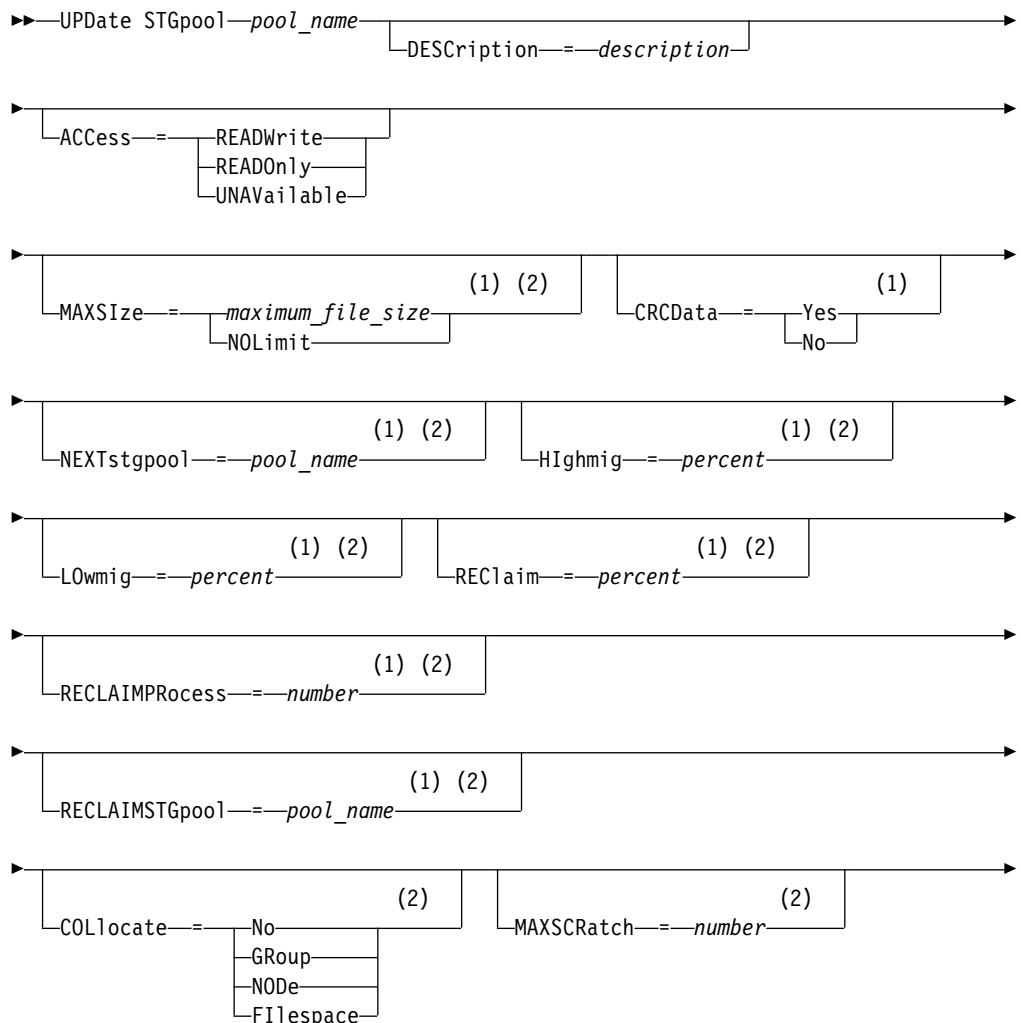 UPDate STGpool pool_name
DESCription = description
ACCess = READWrite
READOnly
UNAVailable
(1) (2) (1)
MAXSIze = maximum_file_size CRCData = Yes
NOLimit No
(1) (2) (1) (2)
NEXTstgpool = pool_name HIghmig = percent
(1) (2) (1) (2)
LOwmig = percent REClaim = percent
(1) (2)
RECLAIMPRocess = number
(1) (2)
RECLAIMSTGpool = pool_name
(2) (2)
COLlocate = No MAXSCRatch = number
GRoup
NODe
FIlespace